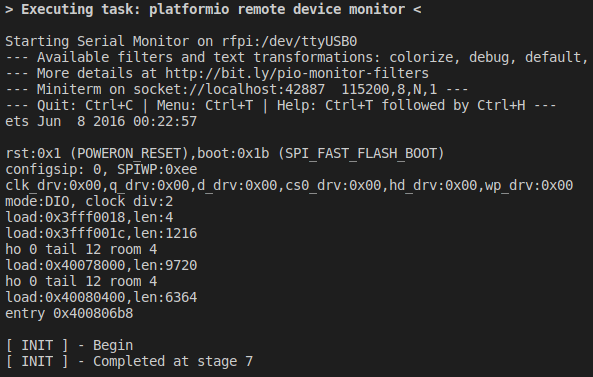 > Executing task: platformio remote device monitor <
Starting Serial Monitor on rfpi:/dev/ttyUSB0
--- Available filters and text transformations: colorize, debug, default,
--- More details at http://bit.ly/pio-monitor-filters
--- Miniterm on socket://localhost:42887  115200,8,N,1 ---
--- Quit: Ctrl+C | Menu: Ctrl+T | Help: Ctrl+T followed by Ctrl+H ---
ets Jun  8 2016 00:22:57
rst:0x1 (POWERON_RESET),boot:0x1b (SPI_FAST_FLASH_BOOT)
configsip: 0, SPIWP:0xee
clk_drv:0x00,q_drv:0x00,d_drv:0x00,cs0_drv:0x00,hd_drv:0x00,wp_drv:0x00
mode:DIO, clock div:2
load:0x3fff0018,len:4
load:0x3fff001c,len:1216
ho 0 tail 12 room 4
load:0x40078000,len:9720
ho 0 tail 12 room 4
load:0x40080400,len:6364
entry 0x400806b8
[ INIT ] - Begin
[ INIT ] - Completed at stage 7